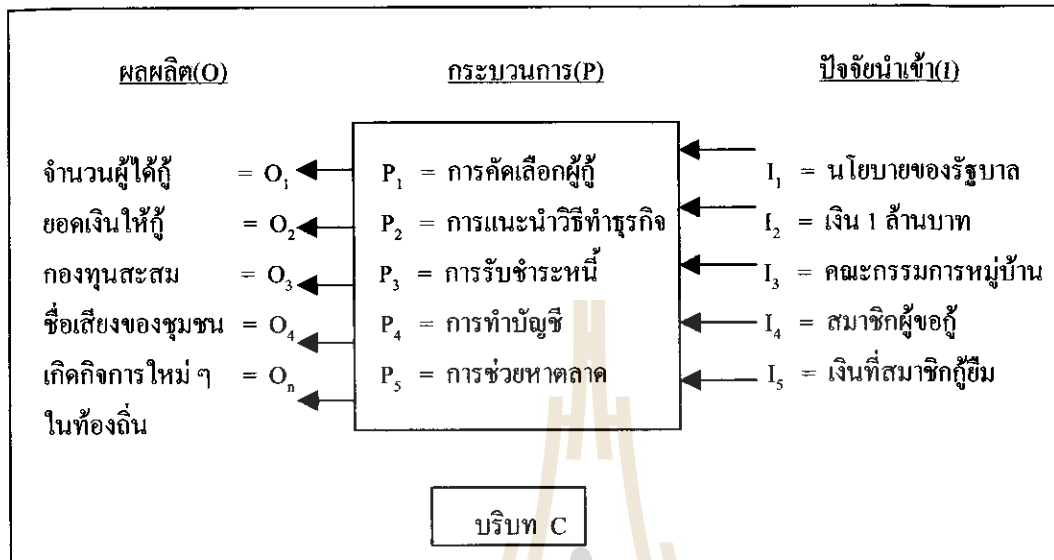 ผลผลิต(O) กระบวนการ(P) ปัจจัยนำเข้า(I)
จำนวนผู้ได้กู้ = O₁ P₁ = การคัดเลือกผู้กู้ I₁ = นโยบายของรัฐบาล
ยอดเงินให้กู้ = O₂ P₂ = การแนะนำวิธีทำธุรกิจ I₂ = เงิน 1 ล้านบาท
กองทุนสะสม = O₃ P₃ = การรับชำระหนี้ I₃ = คณะกรรมการหมู่บ้าน
ชื่อเสียงของชุมชน = O₄ P₄ = การทำบัญชี I₄ = สมาชิกผู้ขอกู้
เกิดกิจการใหม่ ๆ = Oₙ P₅ = การช่วยหาตลาด I₅ = เงินที่สมาชิกกู้ยืม
ในท้องถิ่น
บริบท C